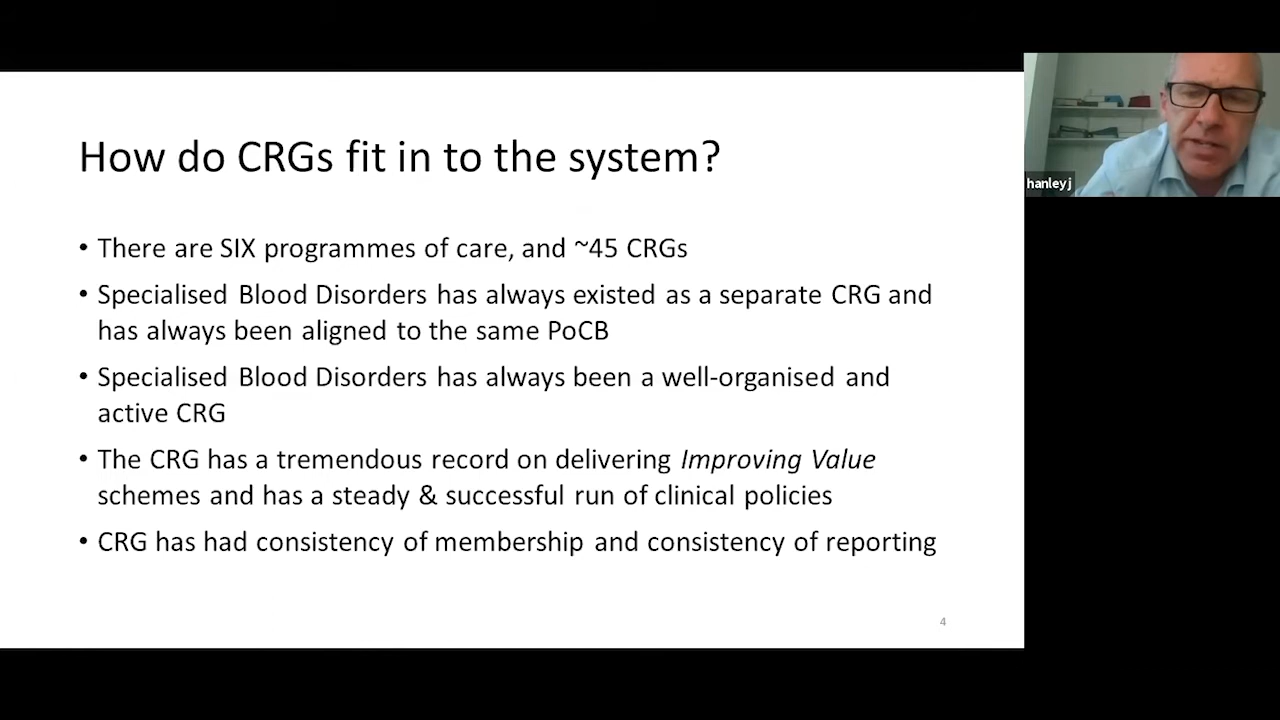 How do CRGs fit in to the system?
• There are SIX programmes of care, and ~45 CRGs
• Specialised Blood Disorders has always existed as a separate CRG and
has always been aligned to the same PoCB
• Specialised Blood Disorders has always been a well-organised and
active CRG
• The CRG has a tremendous record on delivering Improving Value
schemes and has a steady & successful run of clinical policies
• CRG has had consistency of membership and consistency of reporting
4
hanley j